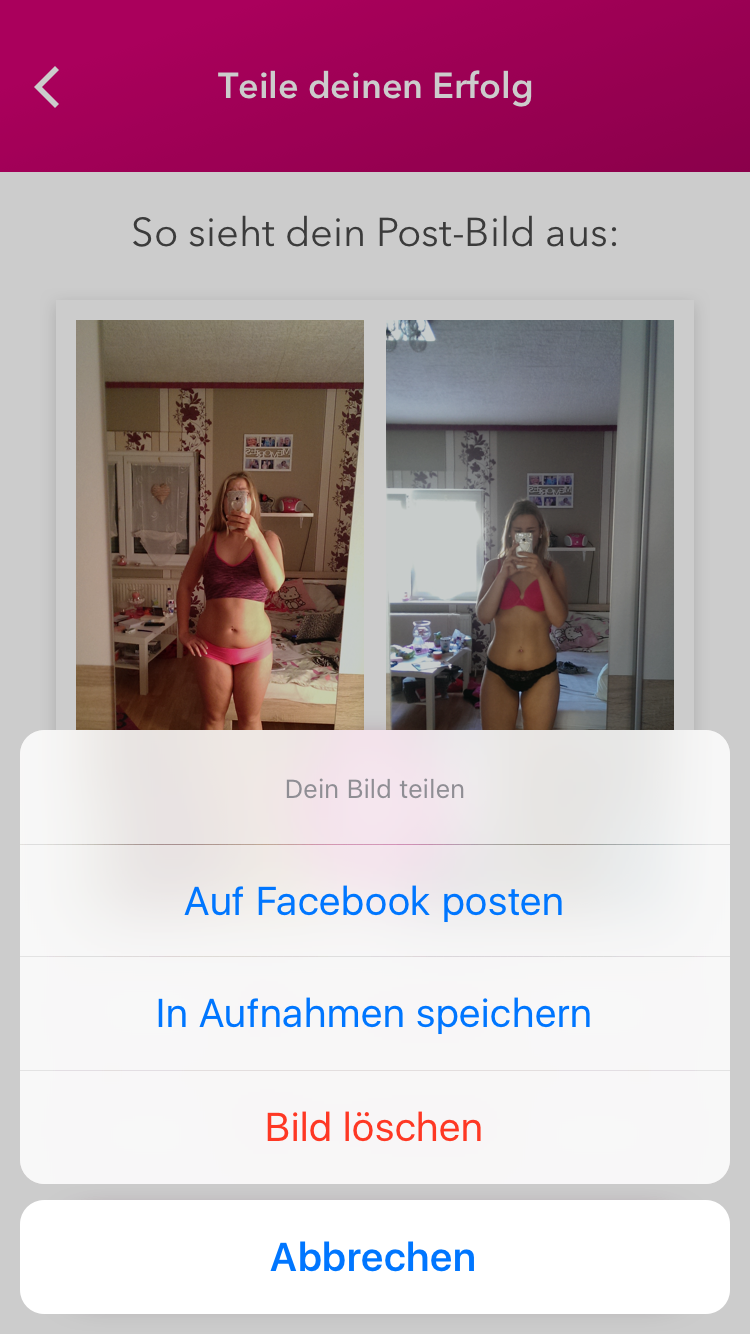 Teile deinen Erfolg
So sieht dein Post-Bild aus:
Dein Bild teilen
Auf Facebook posten
In Aufnahmen speichern
Bild löschen
Abbrechen